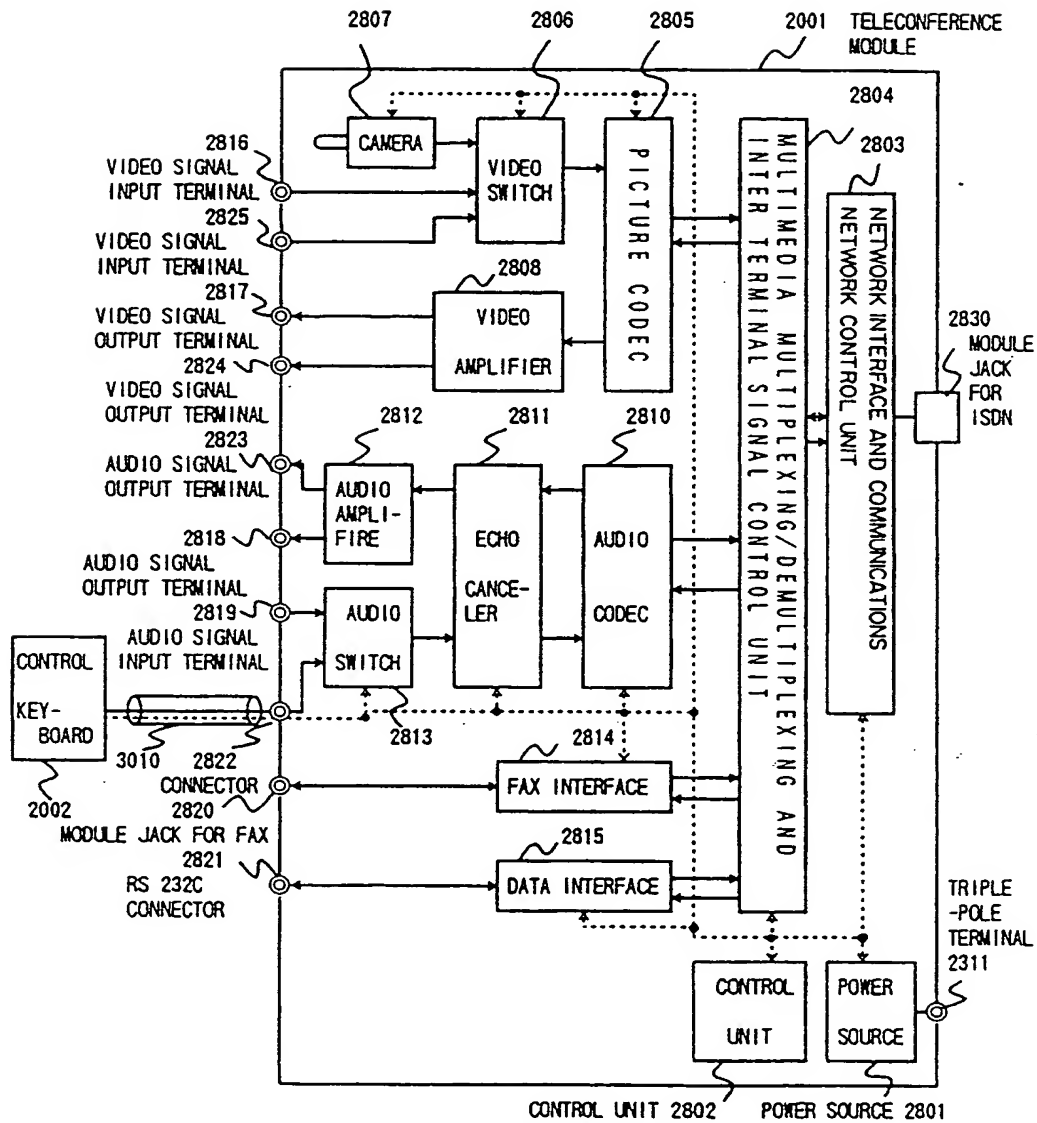 2807
2806
2805
2001 TELECONFERENCE
MODULE
2804
2803
2816
VIDEO SIGNAL
INPUT TERMINAL
2825
VIDEO SIGNAL
INPUT TERMINAL
2817
VIDEO SIGNAL
OUTPUT TERMINAL
2824
VIDEO SIGNAL
OUTPUT TERMINAL
2823
AUDIO SIGNAL
OUTPUT TERMINAL
2818
AUDIO SIGNAL
OUTPUT TERMINAL
2819
AUDIO SIGNAL
INPUT TERMINAL
CONTROL
KEY-
BOARD
2002
3010
2822
CONNECTOR
2820
MODULE JACK FOR FAX
2821
RS 232C
CONNECTOR
CAMERA
VIDEO
SWITCH
PICTURE CODEC
2808
VIDEO
AMPLIFIER
2812
2811
2810
AUDIO
AMPLI-
FIRE
ECHO
CANCE-
LER
AUDIO
CODEC
AUDIO
SWITCH
2813
2814
FAX INTERFACE
2815
DATA INTERFACE
MULTIMEDIA MULTIPLEXING/DEMULTIPLEXING AND
INTER TERMINAL SIGNAL CONTROL UNIT
NETWORK INTERFACE AND COMMUNICATIONS
NETWORK CONTROL UNIT
2830
MODULE
JACK
FOR
ISDN
TRIPLE
-POLE
TERMINAL
2311
CONTROL
UNIT
POWER
SOURCE
CONTROL UNIT 2802
POWER SOURCE 2801